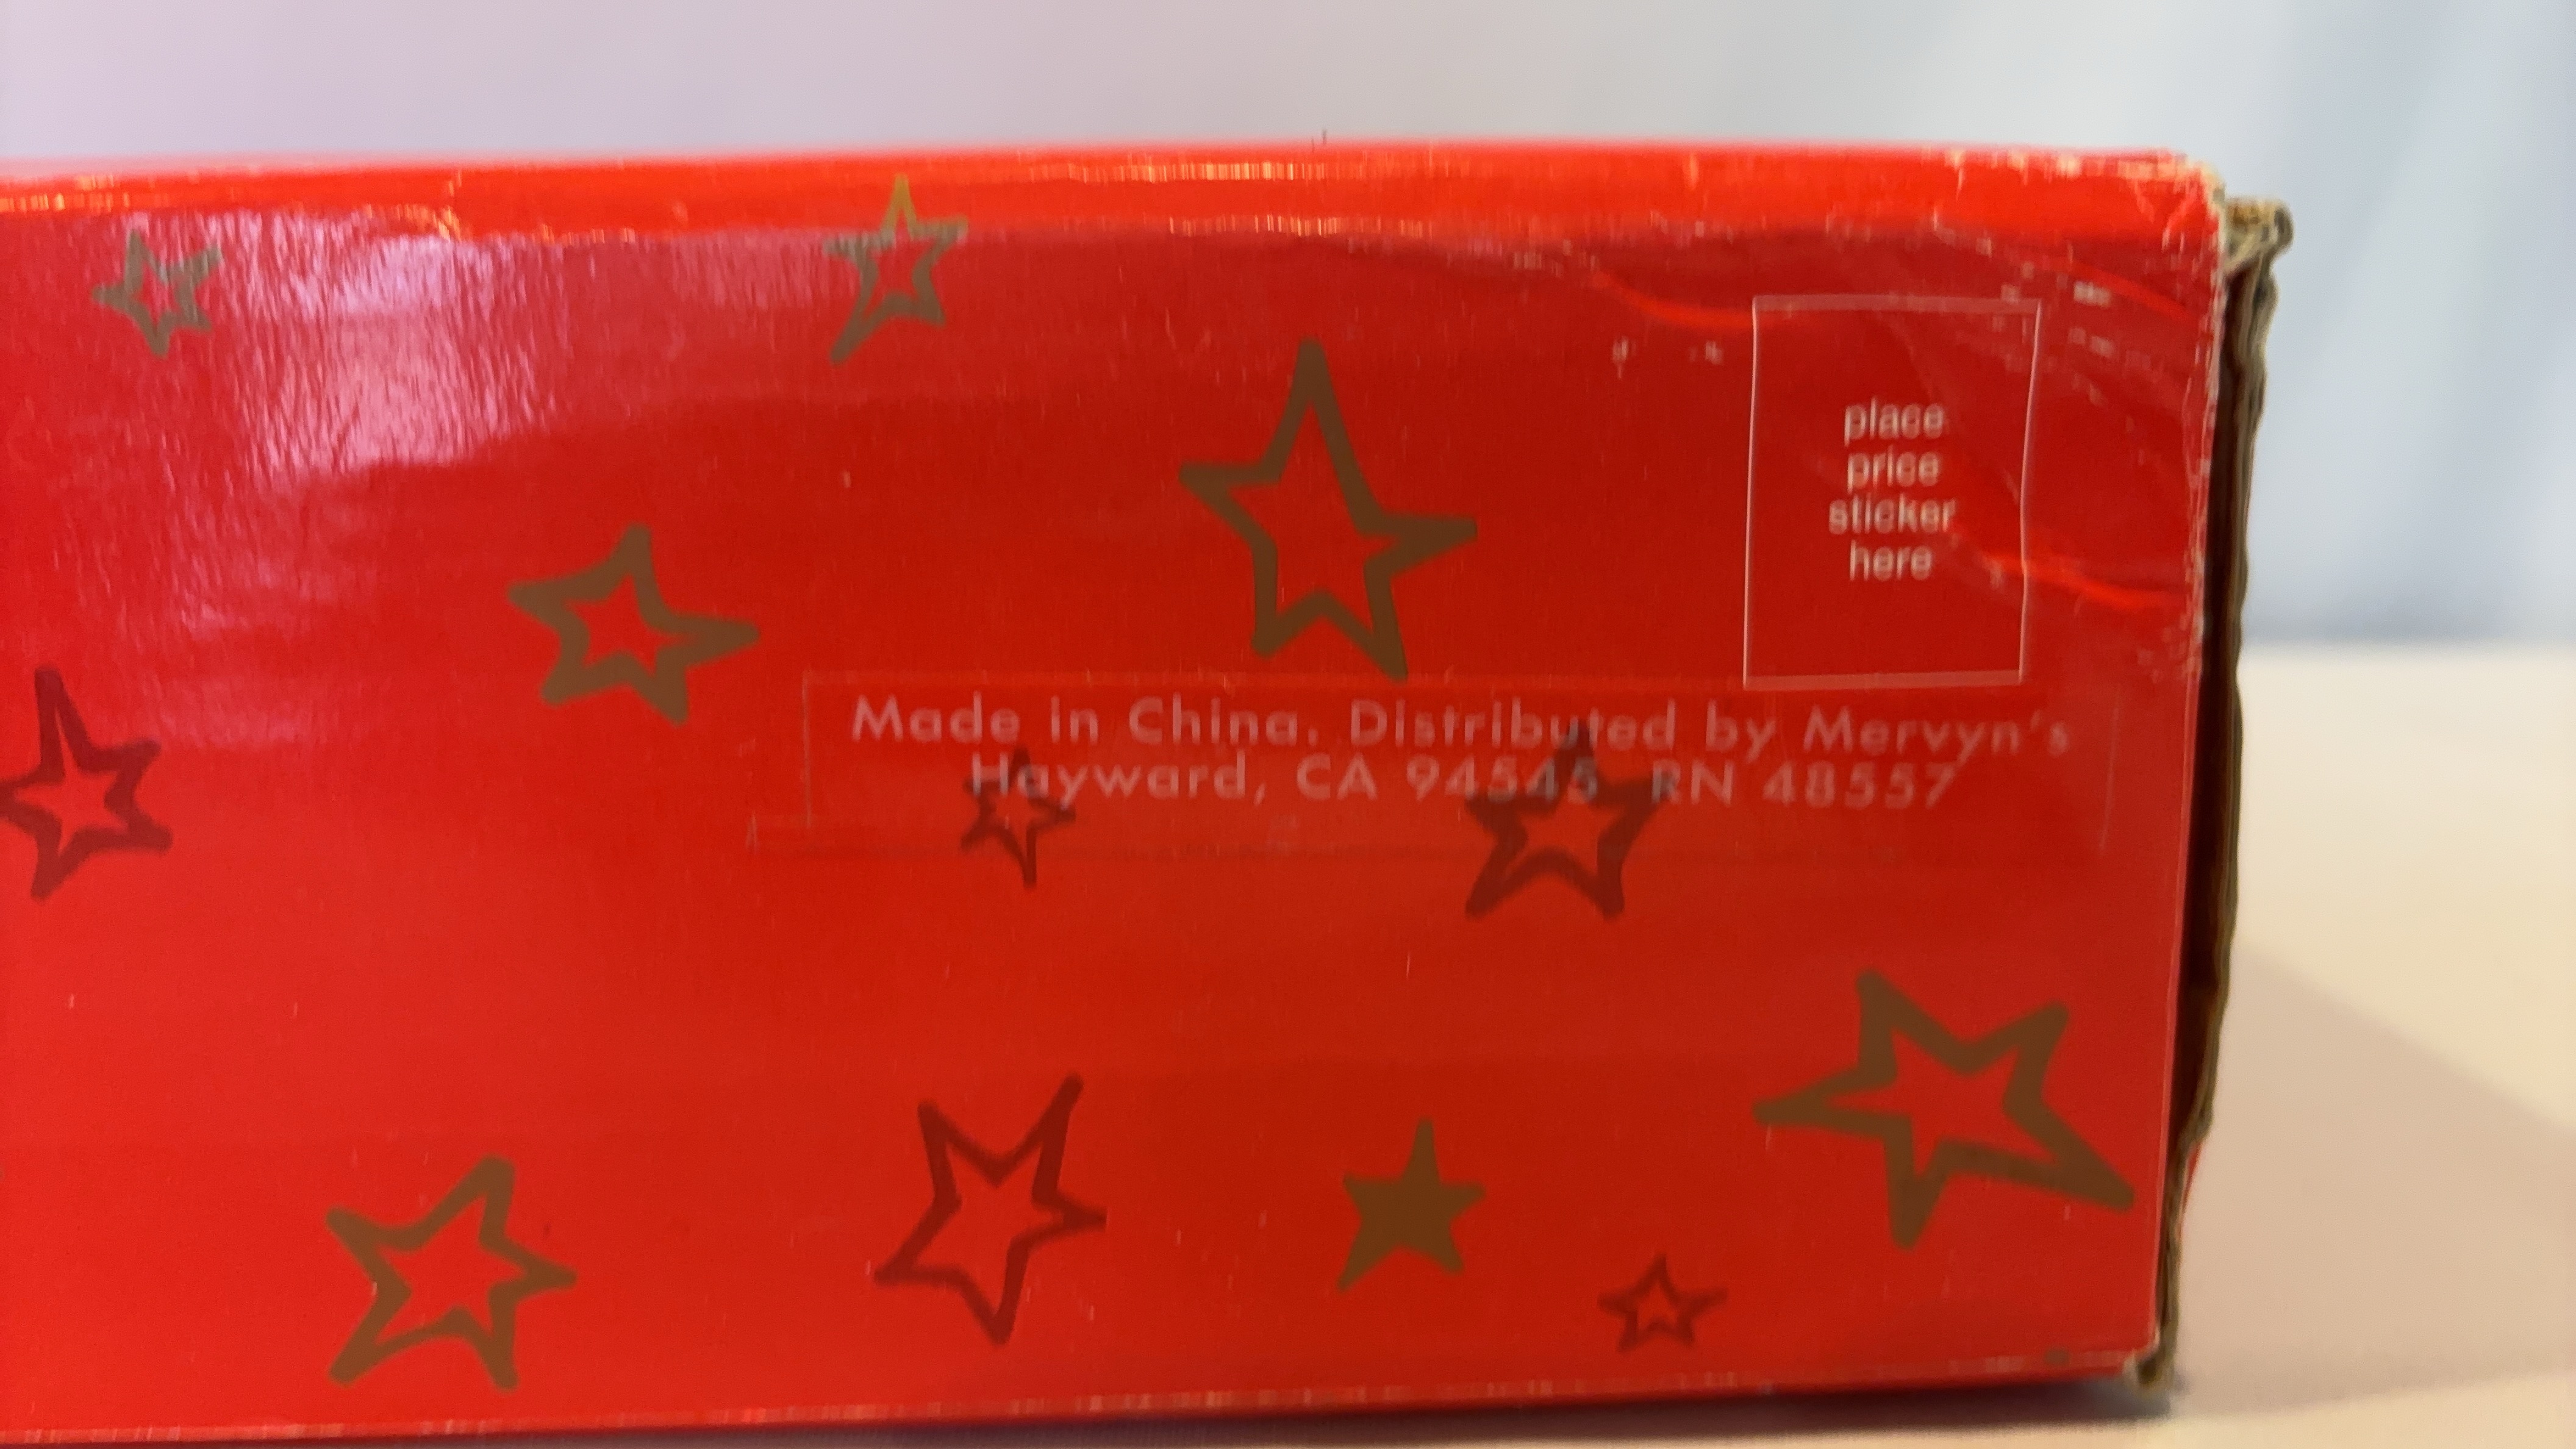 place
price
sticker
here
Made in China. Distributed by Mervyn's
Hayward, CA 94545 RN 48557